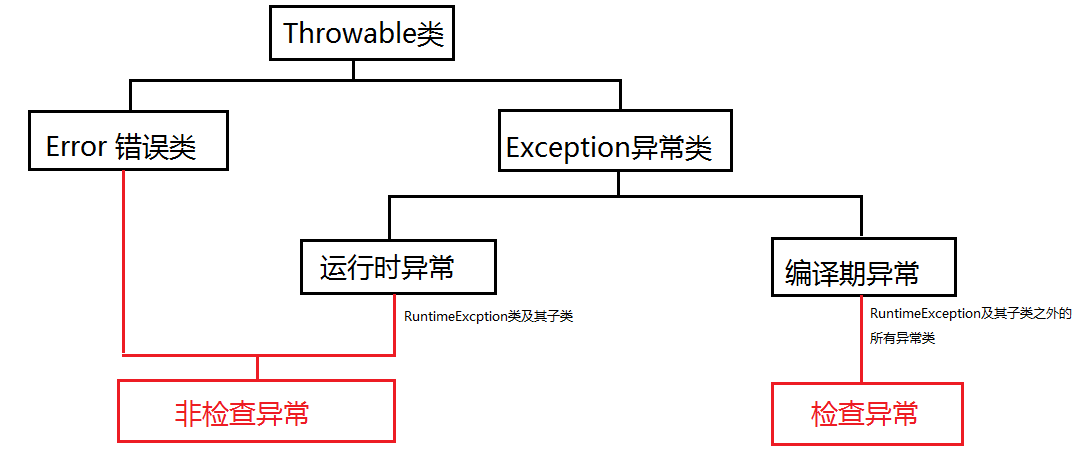 Throwable类
Error 错误类
Exception异常类
运行时异常
编译期异常
RuntimeExcption类及其子类
RuntimeException及其子类之外的
所有异常类
非检查异常
检查异常